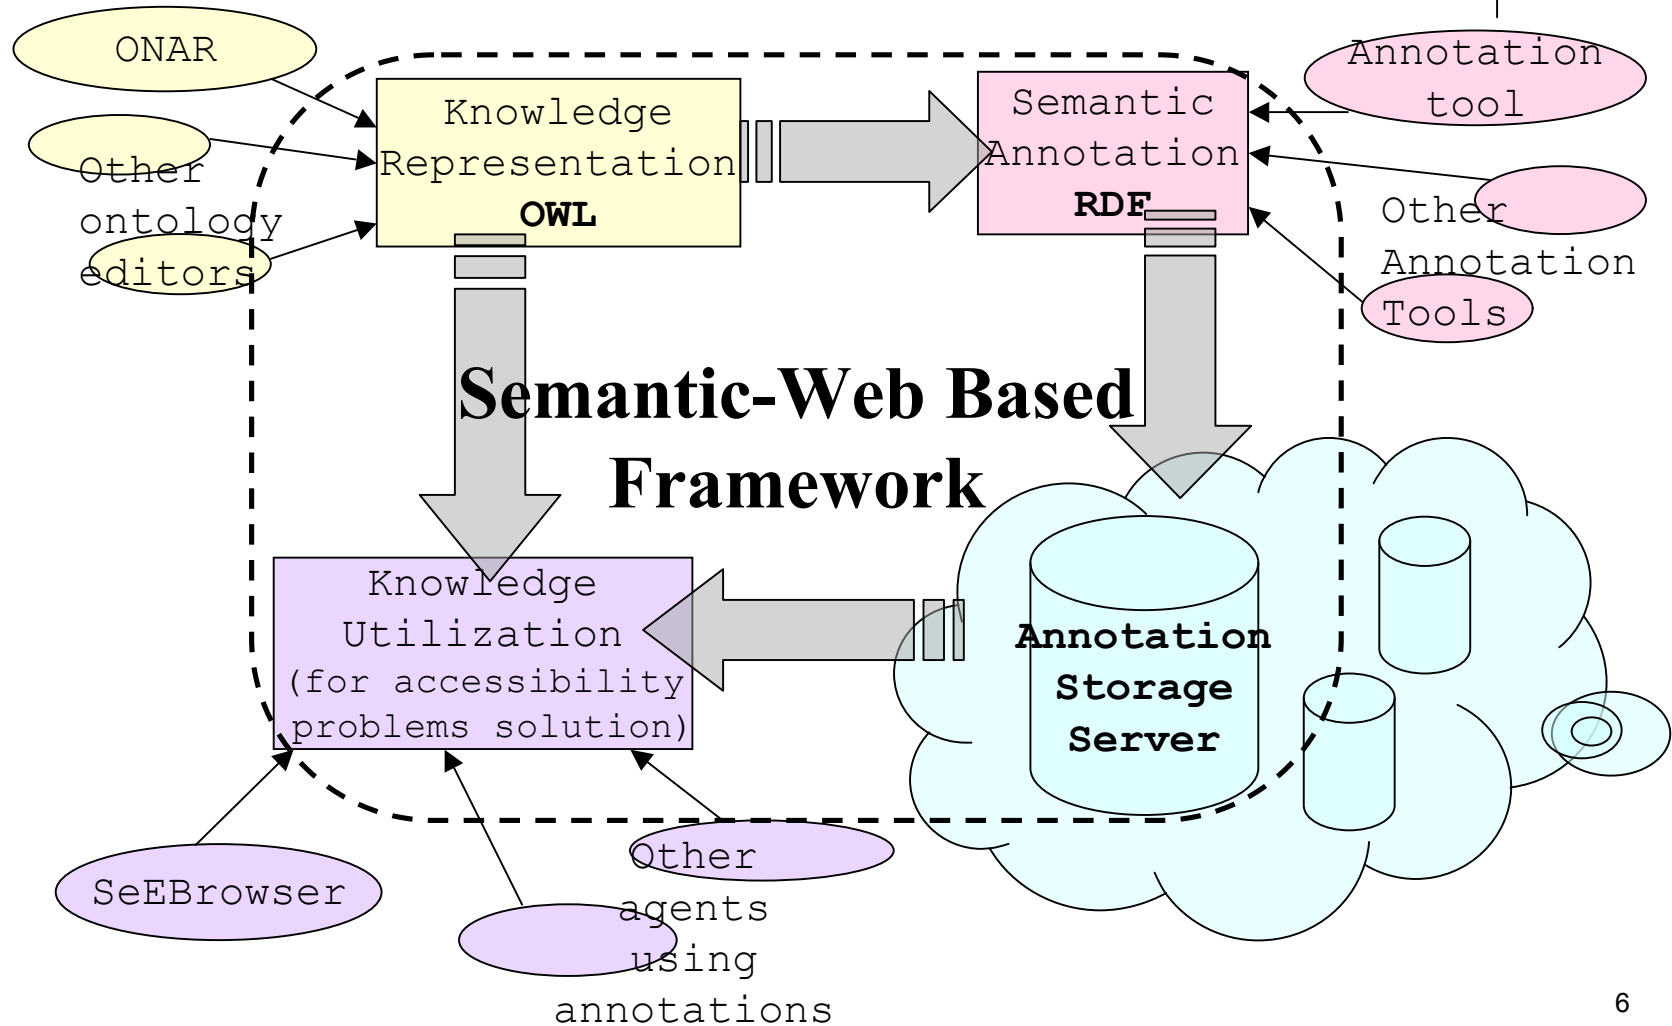 ONAR
Other
ontology
editors
Knowledge
Representation
OWL
Semantic
Annotation
RDF
Annotation
tool
Other
Annotation
Tools
Semantic-Web Based
Framework
Knowledge
Utilization
(for accessibility
problems solution)
Annotation
Storage
Server
SeEBrowser
Other
agents
using
annotations
6